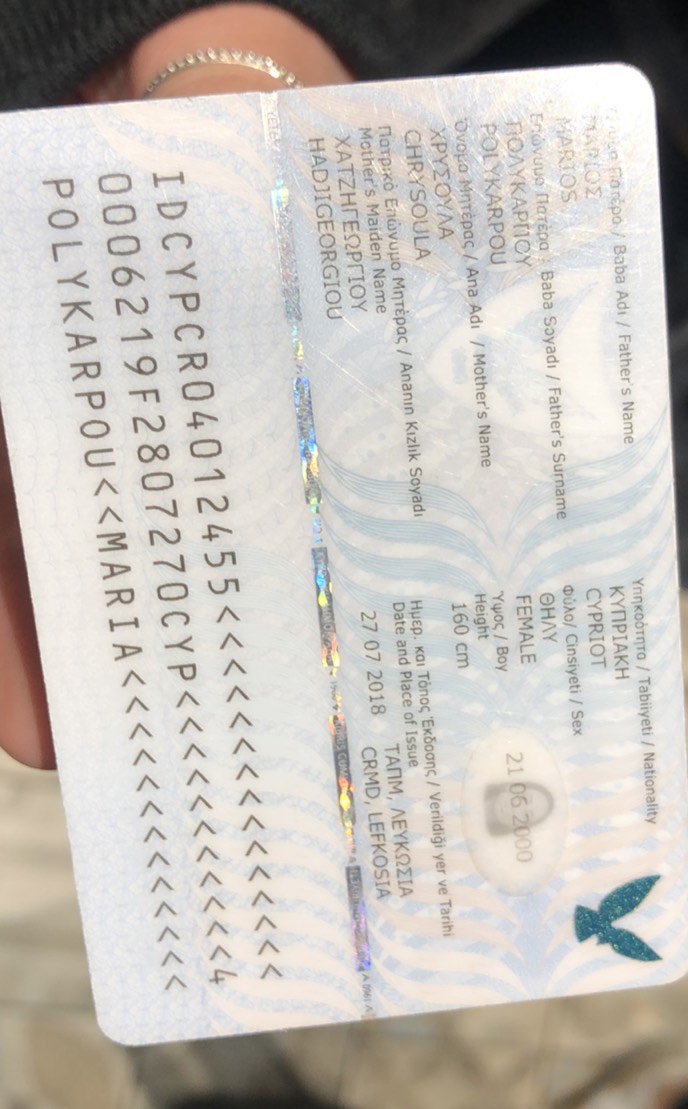 Όνομα Πατέρα / Baba Adı / Father's Name
ΜΑΡΙΟΣ
MARIOS
Επώνυμο Πατέρα / Baba Soyadı / Father's Surname
ΠΟΛΥΚΑΡΠΟΥ
POLYKARPOU
Όνομα Μητέρας / Ana Adı / Mother's Name
ΧΡΥΣΟΥΛΑ
CHRYSOULA
Πατρικό Επώνυμο Μητέρας / Ananın Kızlık Soyadı
Mother's Maiden Name
ΧΑΤΖΗΓΕΩΡΓΙΟΥ
HADJIGEORGIOU
Υπηκοότητα / Tabiiyeti / Nationality
ΚΥΠΡΙΑΚΗ
CYPRIOT
Φύλο/ Cinsiyeti / Sex
ΘΗΛΥ
FEMALE
Ύψος / Boy
Height
160 cm
21 06 2000
Ημερ. και Τόπος Έκδοσης / Verildiği yer ve Tarihi
Date and Place of Issue
27 07 2018
ΤΑΠΜ, ΛΕΥΚΩΣΙΑ
CRMD, LEFKOSIA
IDCYPCR04012455<<<<<<<<<<<<<<<
0006219F2807270CYP<<<<<<<<<<<4
POLYKARPOU<<MARIA<<<<<<<<<<<<<